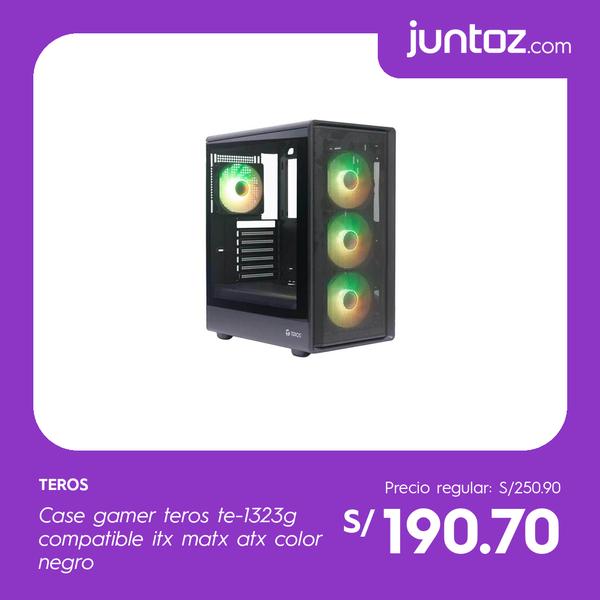 juntoz.com
TEROS
TEROS
Precio regular: S/250.90
Case gamer teros te-1323g
compatible itx matx atx color
negro
S/190.70